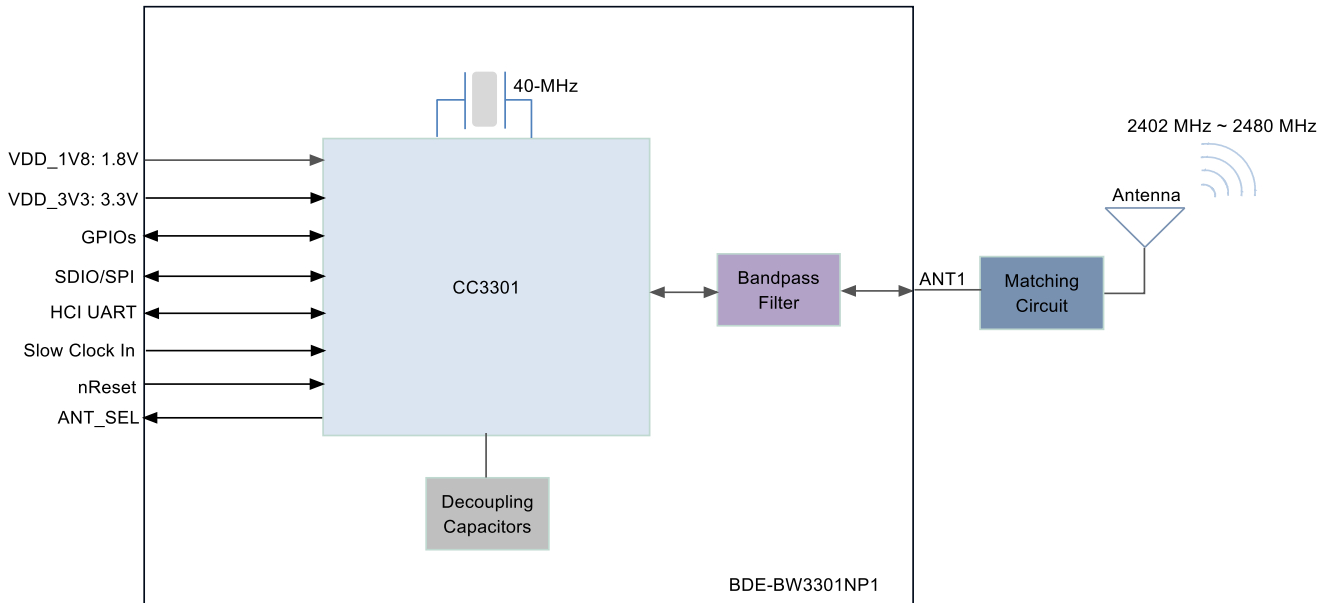 40-MHz
2402 MHz ~ 2480 MHz
VDD_1V8: 1.8V
VDD_3V3: 3.3V
GPIOs
SDIO/SPI
HCI UART
Slow Clock In
nReset
ANT_SEL
CC3301
Bandpass
Filter
ANT1
Matching
Circuit
Antenna
Decoupling
Capacitors
BDE-BW3301NP1